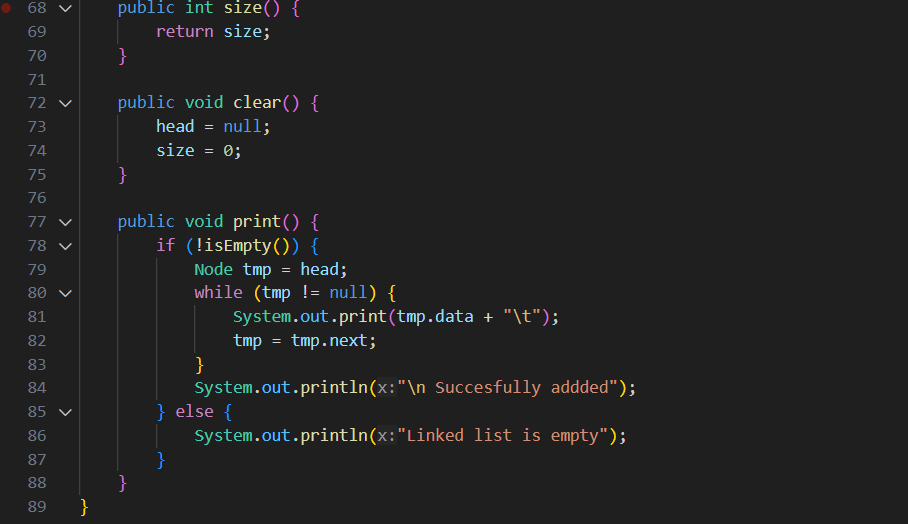 68 public int size() {
69 return size;
70 }
71
72 public void clear() {
73 head = null;
74 size = 0;
75 }
76
77 public void print() {
78 if (!isEmpty()) {
79 Node tmp = head;
80 while (tmp != null) {
81 System.out.print(tmp.data + "\t");
82 tmp = tmp.next;
83 }
84 System.out.println(x:"\n Succesfully addded");
85 } else {
86 System.out.println(x:"Linked list is empty");
87 }
88 }
89 }